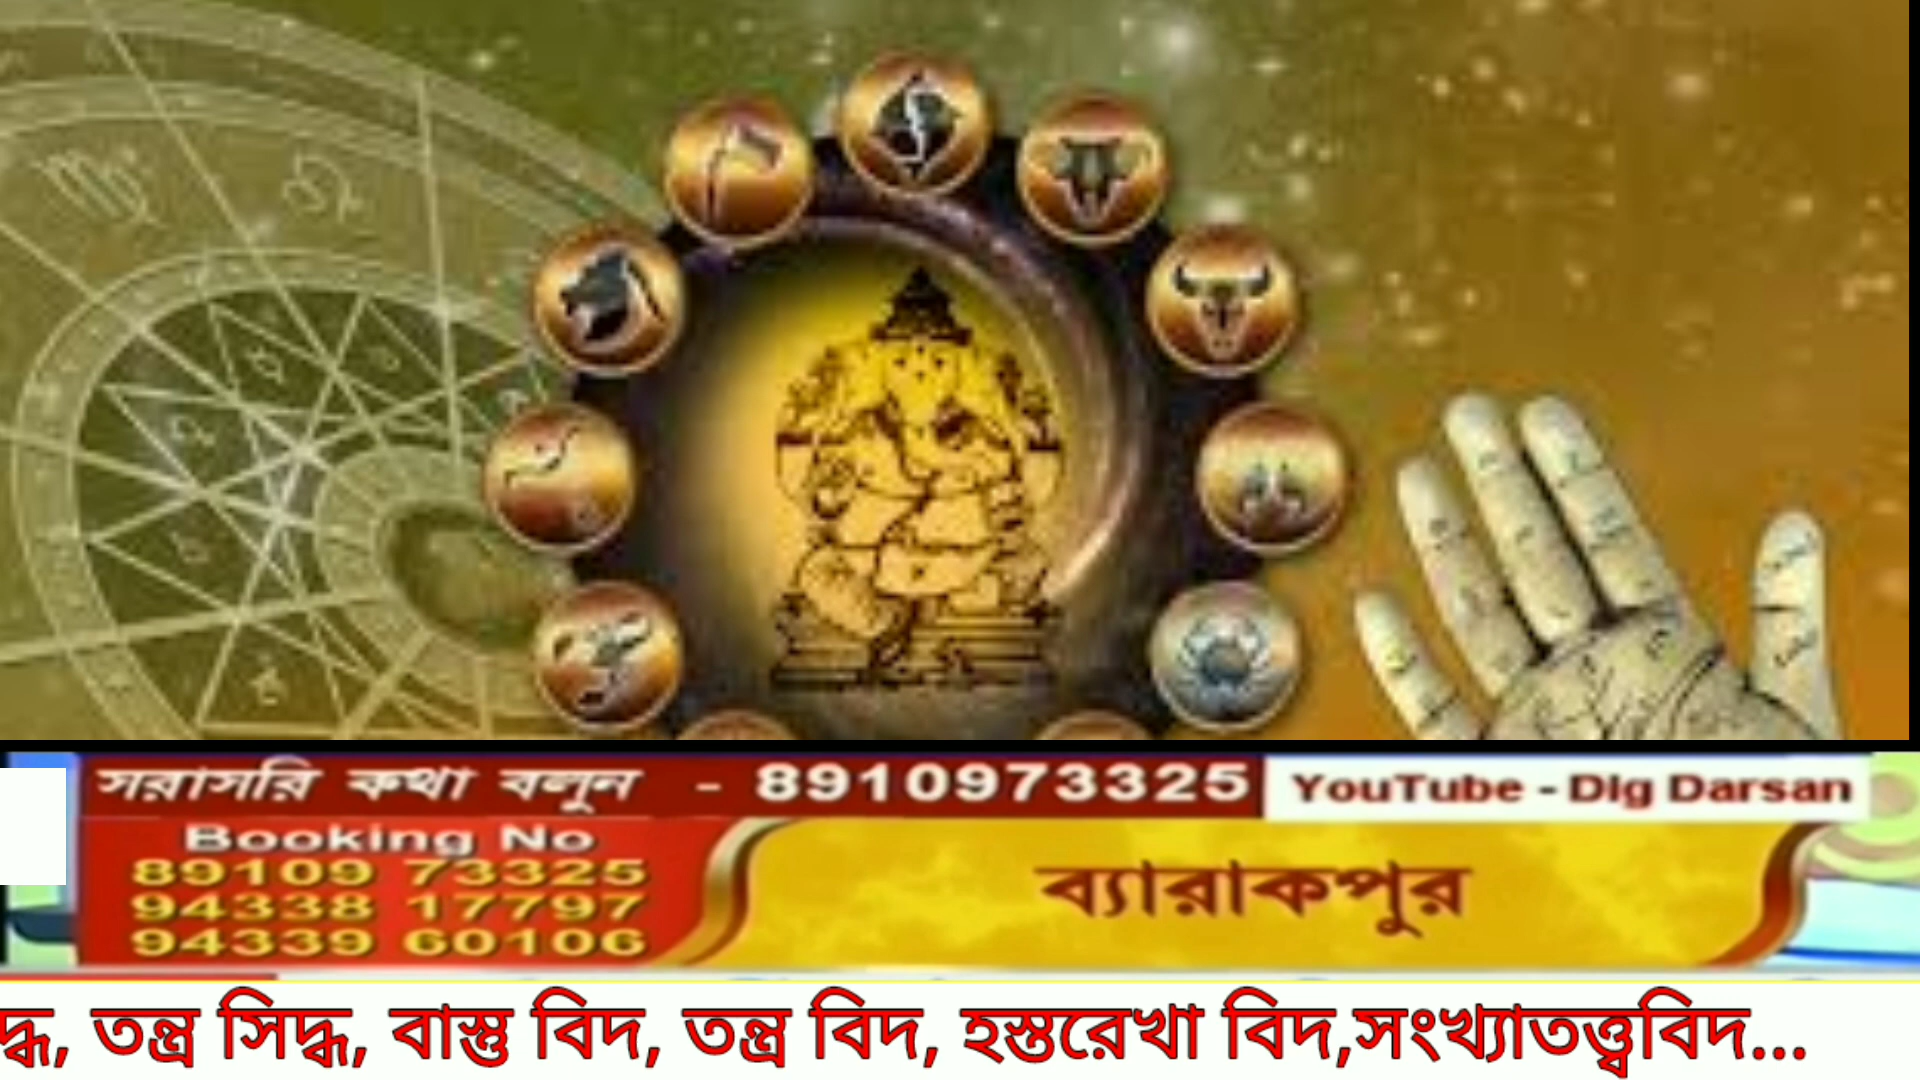 সরাসরি কথা বলুন - 8910973325
YouTube - Dig Darsan
Booking No
89109 73325
94338 17797
94339 60106
ব্যারাকপুর
দ্ধ, তন্ত্র সিদ্ধ, বাস্তু বিদ, তন্ত্র বিদ, হস্তরেখা বিদ,সংখ্যাতত্ত্ববিদ...